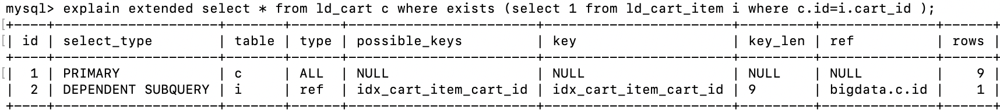 mysql> explain extended select * from ld_cart c where exists (select 1 from ld_cart_item i where c.id=i.cart_id );
+----+--------------------+-------+------+-----------------------+-----------------------+---------+--------------+------+
| id | select_type        | table | type | possible_keys         | key                   | key_len | ref          | rows |
+----+--------------------+-------+------+-----------------------+-----------------------+---------+--------------+------+
|  1 | PRIMARY            | c     | ALL  | NULL                  | NULL                  | NULL    | NULL         |    9 |
|  2 | DEPENDENT SUBQUERY | i     | ref  | idx_cart_item_cart_id | idx_cart_item_cart_id | 9       | bigdata.c.id |    1 |
+----+--------------------+-------+------+-----------------------+-----------------------+---------+--------------+------+